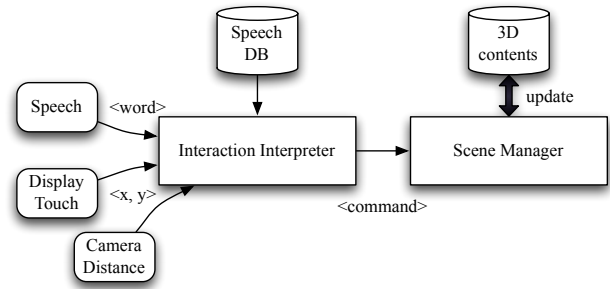 Speech
DB
3D
contents
Speech
<word>
update
Interaction Interpreter
Scene Manager
Display
Touch
<x, y>
<command>
Camera
Distance